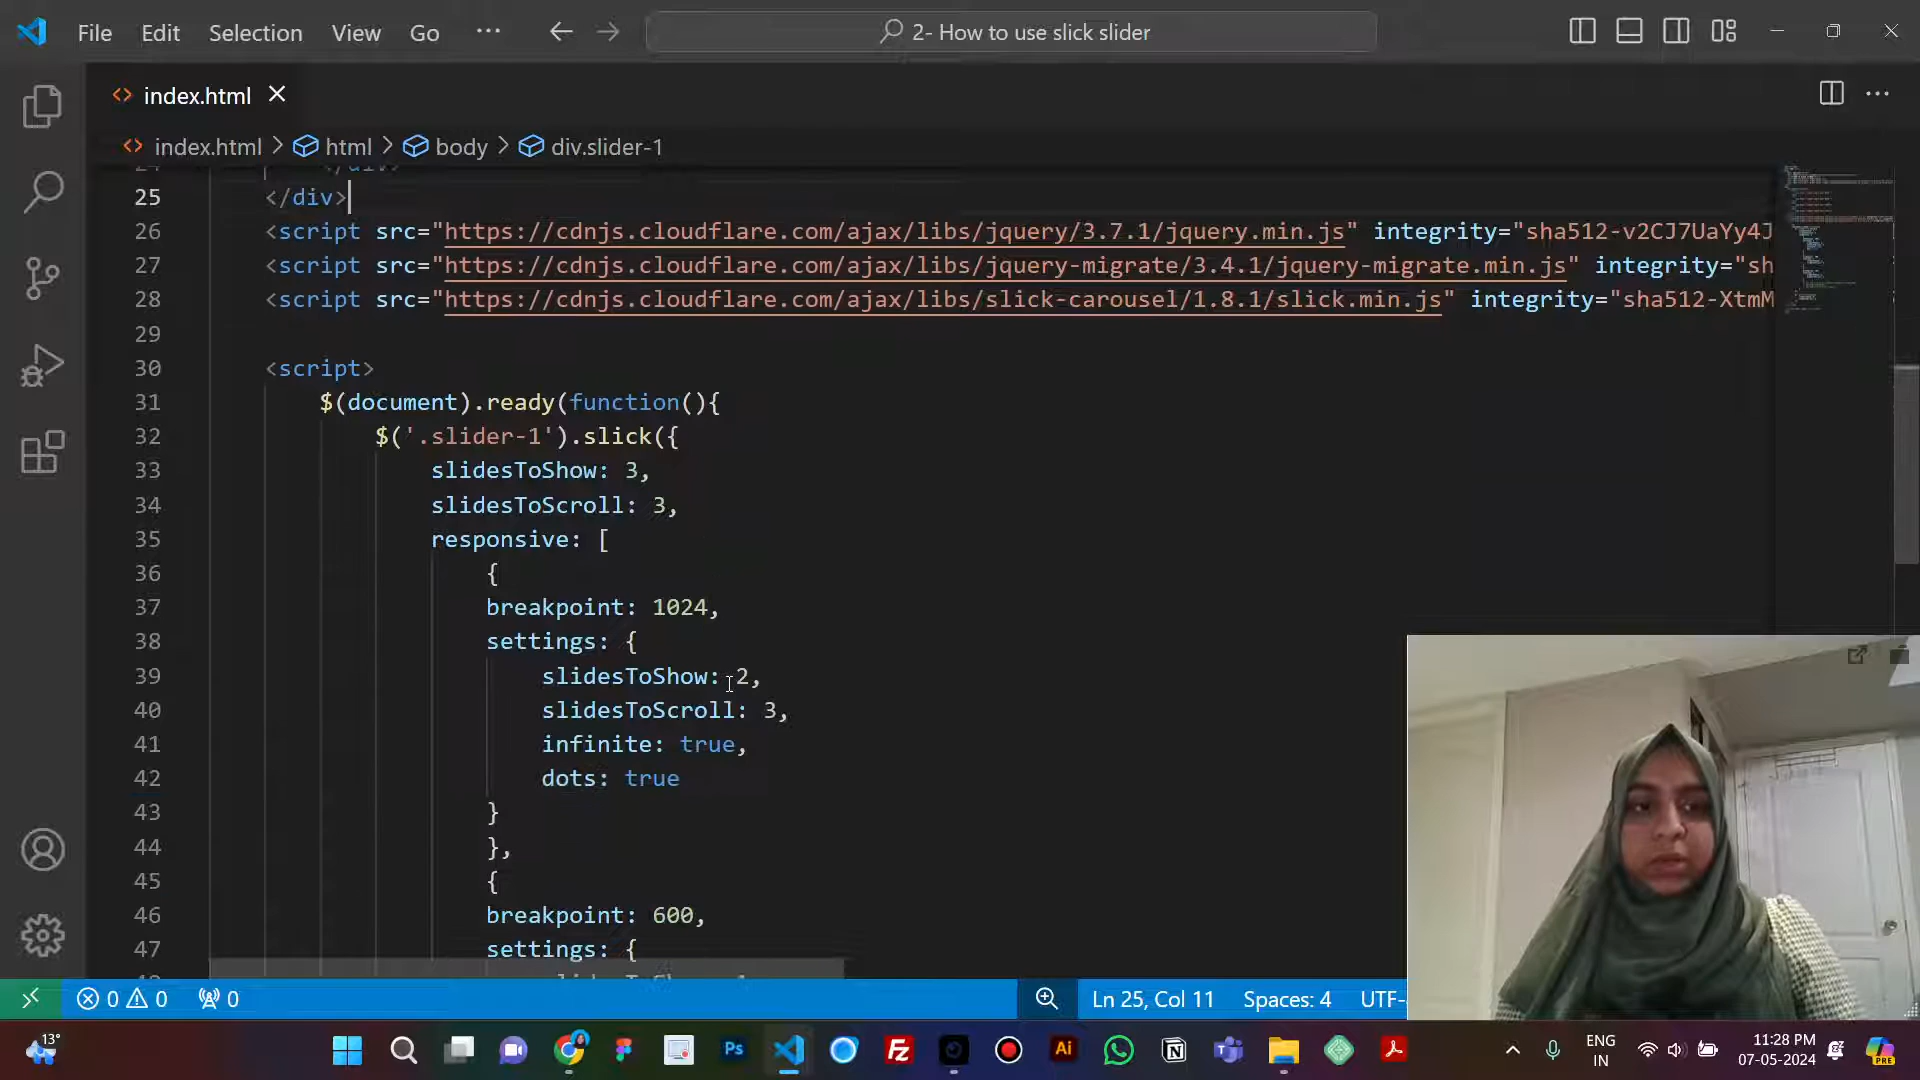 File Edit Selection View Go ···
2- How to use slick slider
index.html
index.html > html > body > div.slider-1
24 </div>
25 </div>
26 <script src="https://cdnjs.cloudflare.com/ajax/libs/jquery/3.7.1/jquery.min.js" integrity="sha512-v2CJ7UaYy4J
27 <script src="https://cdnjs.cloudflare.com/ajax/libs/jquery-migrate/3.4.1/jquery-migrate.min.js" integrity="sh
28 <script src="https://cdnjs.cloudflare.com/ajax/libs/slick-carousel/1.8.1/slick.min.js" integrity="sha512-XtmM
29
30 <script>
31 $(document).ready(function(){
32 $('.slider-1').slick({
33 slidesToShow: 3,
34 slidesToScroll: 3,
35 responsive: [
36 {
37 breakpoint: 1024,
38 settings: {
39 slidesToShow: 2,
40 slidesToScroll: 3,
41 infinite: true,
42 dots: true
43 }
44 },
45 {
46 breakpoint: 600,
47 settings: {
0 0 0 Ln 25, Col 11 Spaces: 4 UTF-
13°
Ps
Fz
Ai
ENG
IN
11:28 PM
07-05-2024
PRE